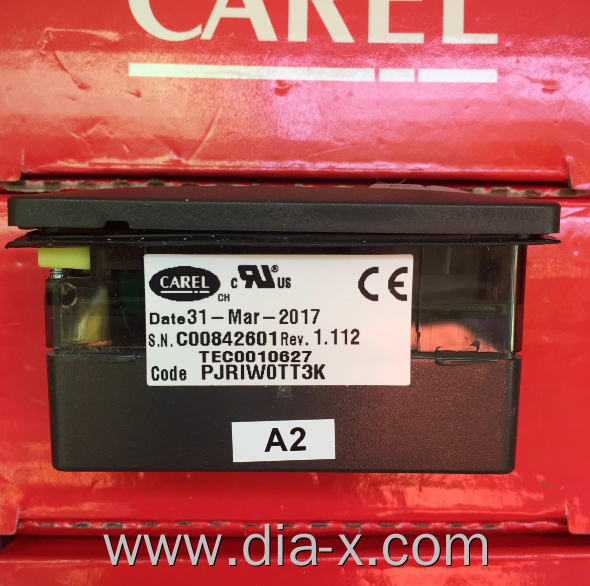 CAREL
CAREL C RU® US CE
CH
Date 31-Mar-2017
S.N. C00842601 Rev. 1.112
TEC0010627
Code PJRIW0TT3K
A2
www.dia-x.com